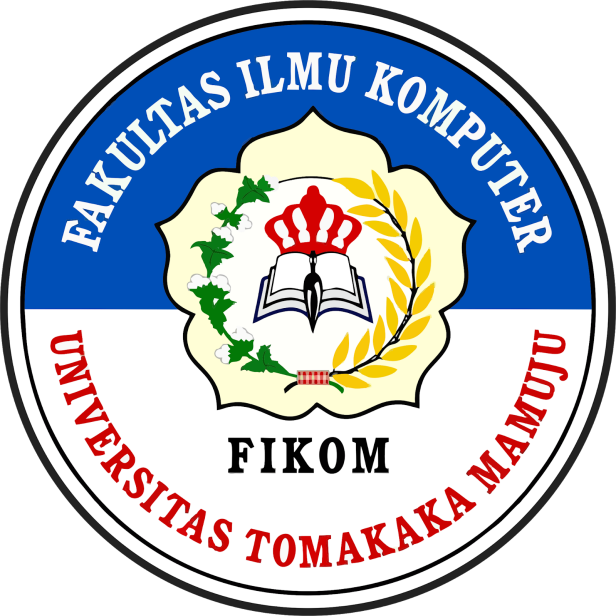 FAKULTAS ILMU KOMPUTER
FIKOM
UNIVERSITAS TOMAKAKA MAMUJU